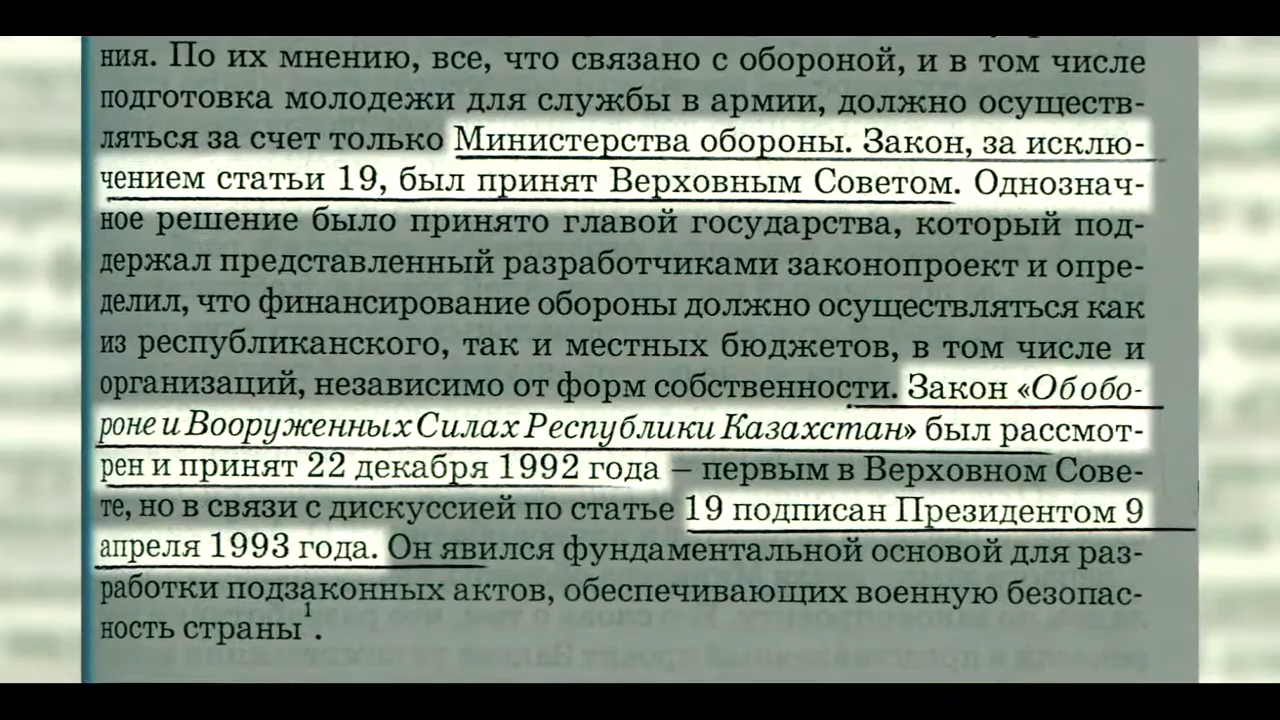 ния. По их мнению, все, что связано с обороной, и в том числе
подготовка молодежи для службы в армии, должно осуществ-
ляться за счет только Министерства обороны. Закон, за исклю-
чением статьи 19, был принят Верховным Советом. Однознач-
ное решение было принято главой государства, который под-
держал представленный разработчиками законопроект и опре-
делил, что финансирование обороны должно осуществляться как
из республиканского, так и местных бюджетов, в том числе и
организаций, независимо от форм собственности. Закон «Об обо-
роне и Вооруженных Силах Республики Казахстан» был рассмот-
рен и принят 22 декабря 1992 года – первым в Верховном Сове-
те, но в связи с дискуссией по статье 19 подписан Президентом 9
апреля 1993 года. Он явился фундаментальной основой для раз-
работки подзаконных актов, обеспечивающих военную безопас-
ность страны¹.